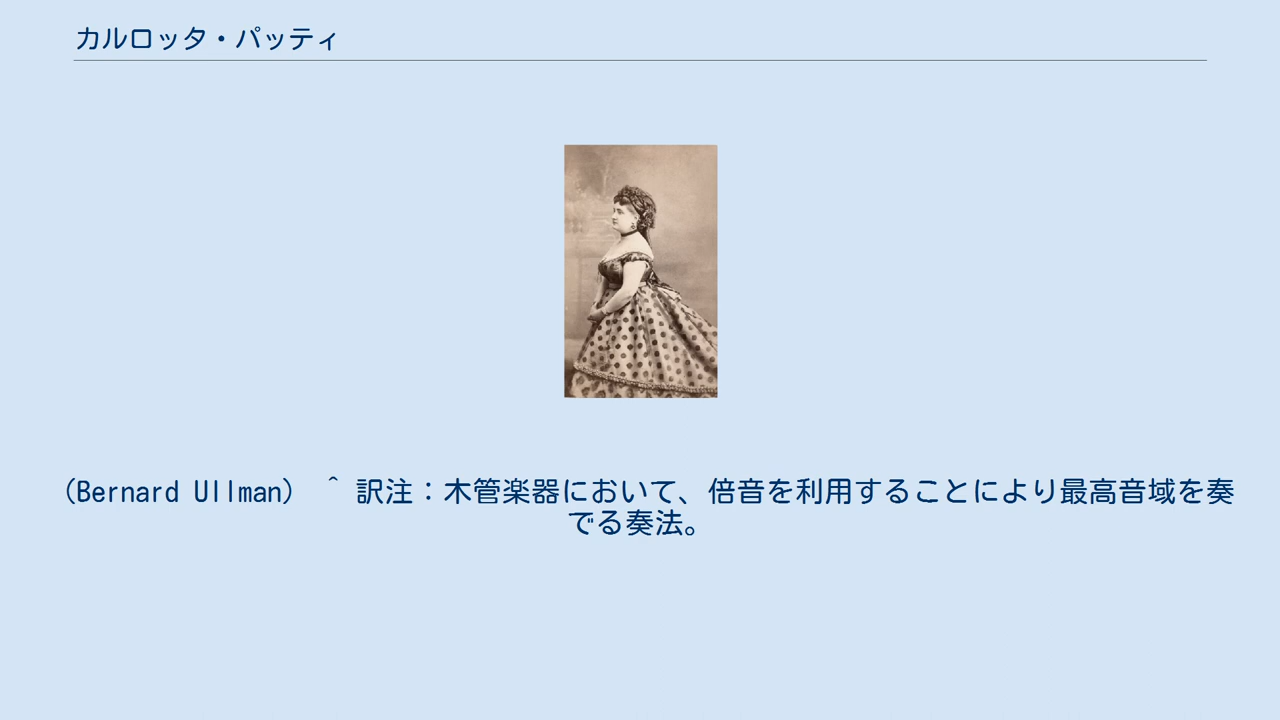 カルロッタ・パッティ
（Bernard Ullman） ^ 訳注：木管楽器において、倍音を利用することにより最高音域を奏
でる奏法。